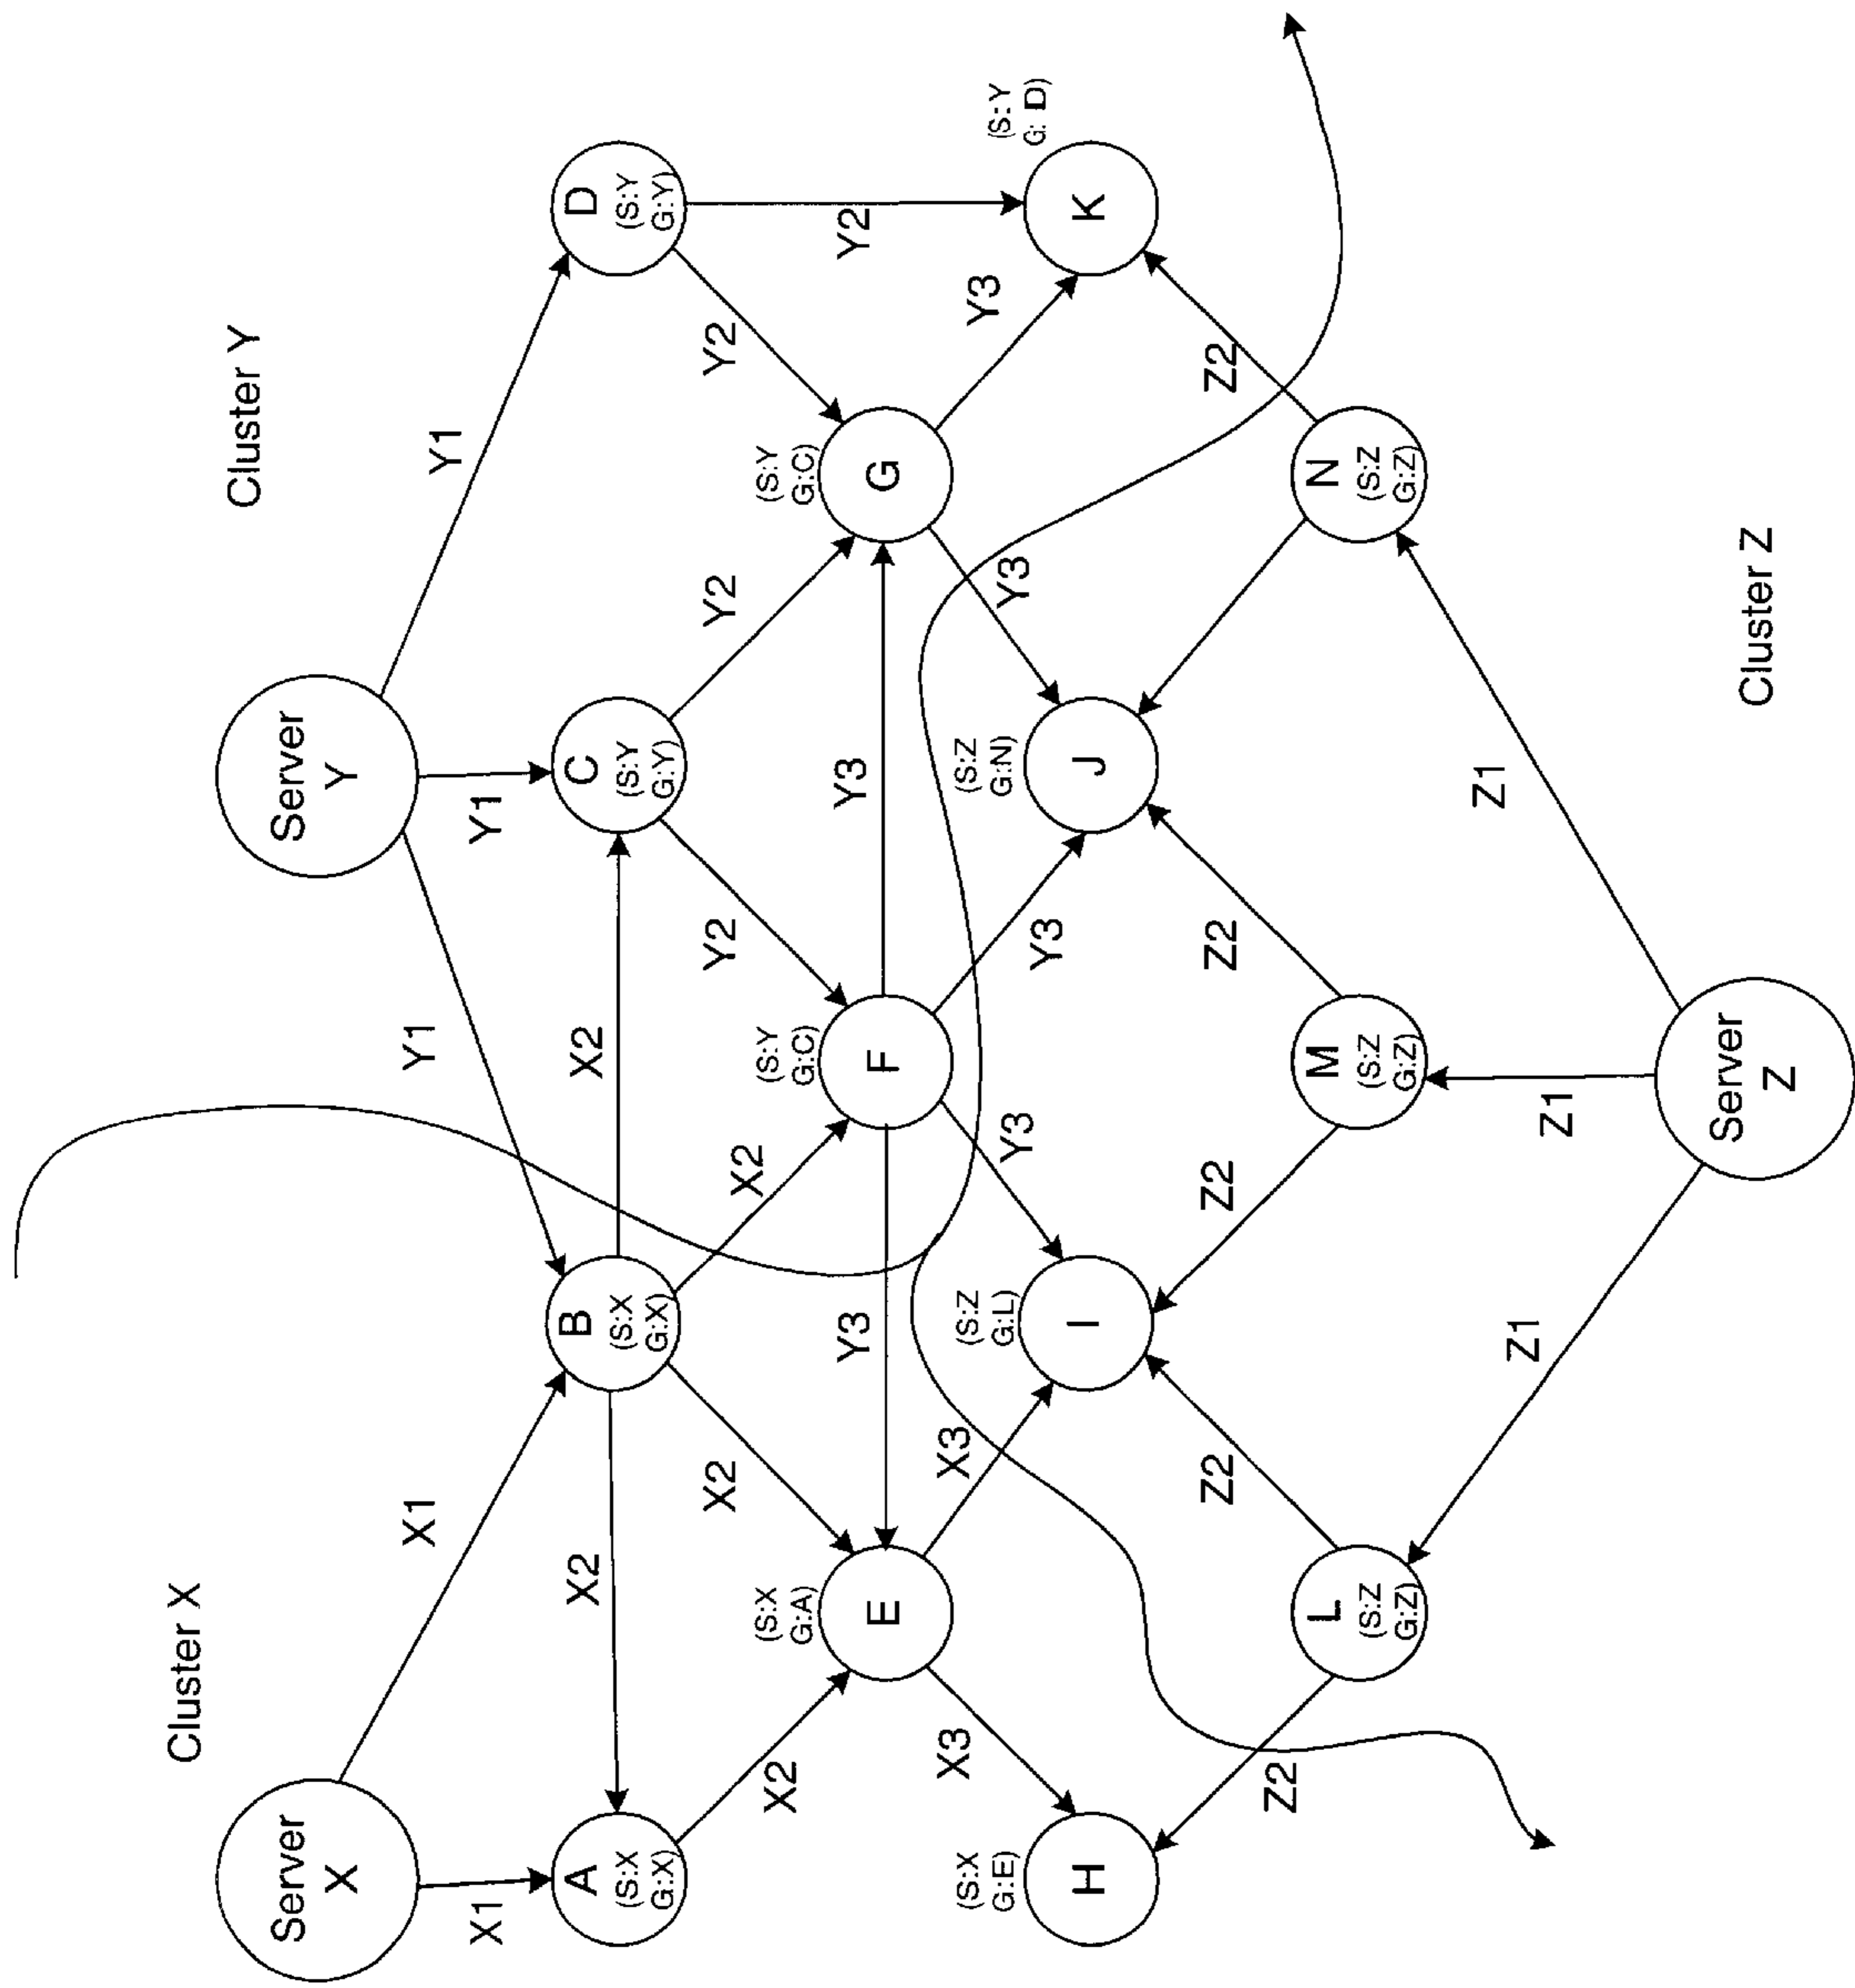 Cluster X
Cluster Y
Server
X
Server
Y
X1
X1
Y1
Y1
Y1
A
(S:X
G:X)
B
(S:X
G:X)
C
(S:Y
G:Y)
D
(S:Y
G:Y)
X2
X2
X2
X2
X2
Y2
Y2
Y2
Y2
(S:X
G:A)
E
(S:Y
G:C)
F
(S:Y
G:C)
G
Y3
Y3
X3
X3
Y3
Y3
Y3
Y3
(S:X
G:E)
H
(S:Z
G:L)
I
(S:Z
G:N)
J
(S:Y
G: D)
K
Z2
Z2
Z2
Z2
Z2
L
(S:Z
G:Z)
M
(S:Z
G:Z)
N
(S:Z
G:Z)
Z1
Z1
Z1
Server
Z
Cluster Z